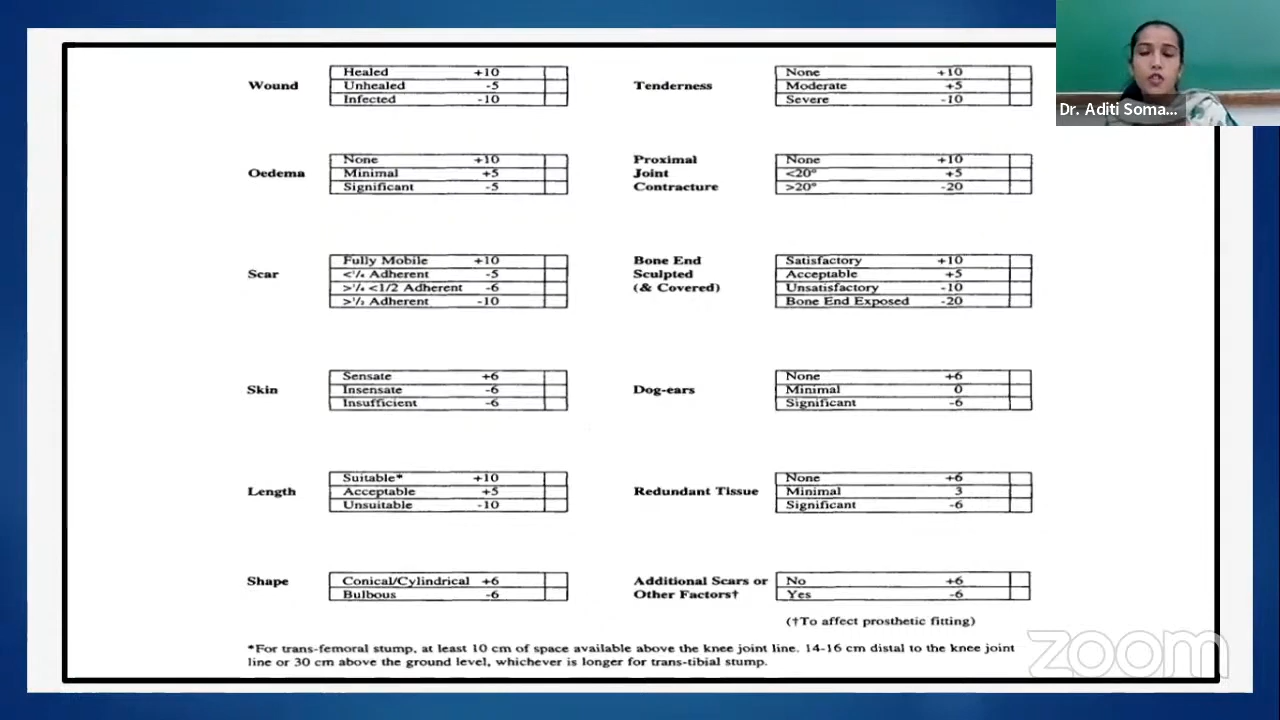 Wound
Healed +10
Unhealed -5
Infected -10
Tenderness
None +10
Moderate +5
Severe -10
Oedema
None +10
Minimal +5
Significant -5
Proximal
Joint
Contracture
None +10
<20° +5
>20° -20
Scar
Fully Mobile +10
<¼ Adherent -5
>¼ <1/2 Adherent -6
>½ Adherent -10
Bone End
Sculpted
(& Covered)
Satisfactory +10
Acceptable +5
Unsatisfactory -10
Bone End Exposed -20
Skin
Sensate +6
Insensate -6
Insufficient -6
Dog-ears
None +6
Minimal 0
Significant -6
Length
Suitable* +10
Acceptable +5
Unsuitable -10
Redundant Tissue
None +6
Minimal 3
Significant -6
Shape
Conical/Cylindrical +6
Bulbous -6
Additional Scars or
Other Factors†
No +6
Yes -6
(†To affect prosthetic fitting)
*For trans-femoral stump, at least 10 cm of space available above the knee joint line. 14-16 cm distal to the knee joint
line or 30 cm above the ground level, whichever is longer for trans-tibial stump.
Dr. Aditi Soma...
zoom